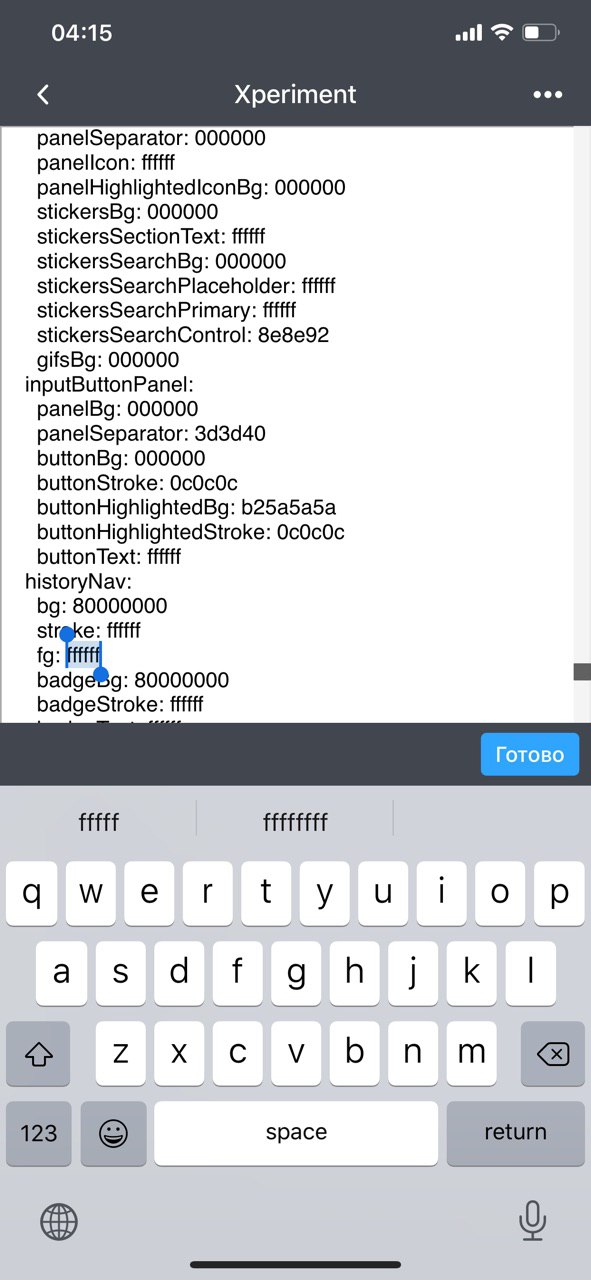 04:15
Xperiment
panelSeparator: 000000
panelIcon: ffffff
panelHighlightedIconBg: 000000
stickersBg: 000000
stickersSectionText: ffffff
stickersSearchBg: 000000
stickersSearchPlaceholder: ffffff
stickersSearchPrimary: ffffff
stickersSearchControl: 8e8e92
gifsBg: 000000
inputButtonPanel:
panelBg: 000000
panelSeparator: 3d3d40
buttonBg: 000000
buttonStroke: 0c0c0c
buttonHighlightedBg: b25a5a5a
buttonHighlightedStroke: 0c0c0c
buttonText: ffffff
historyNav:
bg: 80000000
stroke: ffffff
fg: ffffff
badgeBg: 80000000
badgeStroke: ffffff
Готово
fffff ffffffff
q w e r t y u i o p
a s d f g h j k l
z x c v b n m
123 space return